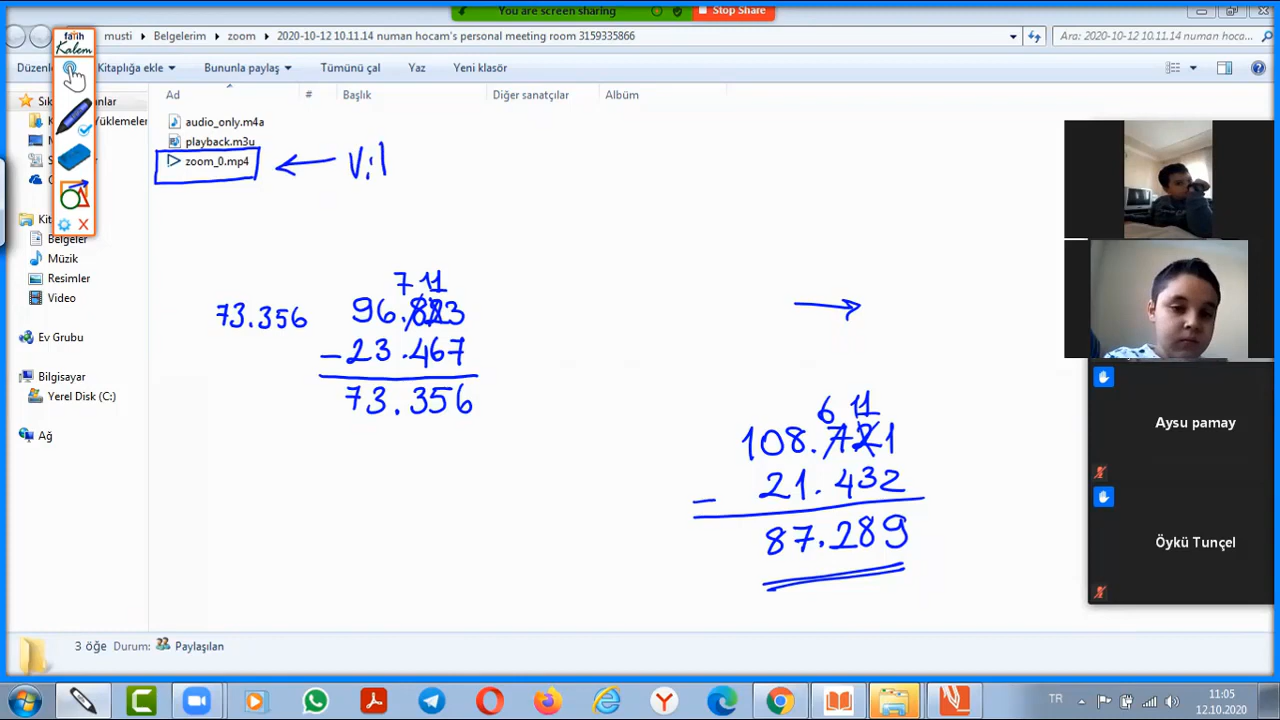 You are screen sharing
Stop Share
musti
Belgelerim
zoom
2020-10-12 10.11.14 numan hocam's personal meeting room 3159335866
Ara: 2020-10-12 10.11.14 numan hoca...
fatih
Kalem
Kitaplığa ekle
Bununla paylaş
Tümünü çal
Yaz
Yeni klasör
Ad
#
Başlık
Diğer sanatçılar
Albüm
audio_only.m4a
playback.m3u
zoom_0.mp4
Belgeler
Müzik
Resimler
Video
Ev Grubu
Bilgisayar
Yerel Disk (C:)
Ağ
7 11
73.356
96.823
-23.467
73.356
6 11
108.721
- 21.432
87.289
Aysu pamay
Öykü Tunçel
3 öğe Durum: Paylaşılan
TR
11:05
12.10.2020